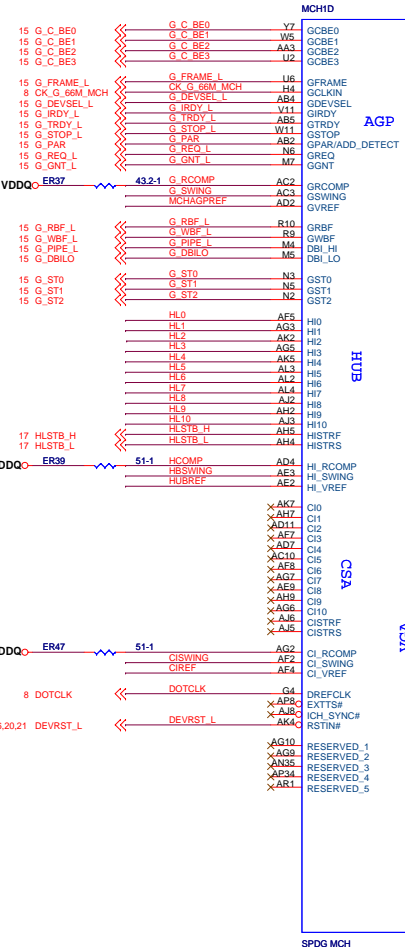 MCH1D
15 G_C_BE0 G_C_BE0 Y7 GCBE0
15 G_C_BE1 G_C_BE1 W5 GCBE1
15 G_C_BE2 G_C_BE2 AA3 GCBE2
15 G_C_BE3 G_C_BE3 U2 GCBE3
15 G_FRAME_L G_FRAME_L U6 GFRAME
8 CK_G_66M_MCH CK_G_66M_MCH H4 GCLKIN
15 G_DEVSEL_L G_DEVSEL_L AB4 GDEVSEL
15 G_IRDY_L G_IRDY_L V11 GIRDY
15 G_TRDY_L G_TRDY_L AB5 GTRDY
15 G_STOP_L G_STOP_L W11 GSTOP
15 G_PAR G_PAR AB2 GPAR/ADD_DETECT
15 G_REQ_L G_REQ_L N6 GREQ
15 G_GNT_L G_GNT_L M7 GGNT
AGP
VDDQ ER37 43.2-1 G_RCOMP AC2 GRCOMP
G_SWING AC3 GSWING
MCHAGPREF AD2 GVREF
15 G_RBF_L G_RBF_L R10 GRBF
15 G_WBF_L G_WBF_L R9 GWBF
15 G_PIPE_L G_PIPE_L M4 DBI_HI
15 G_DBILO G_DBILO M5 DBI_LO
15 G_ST0 G_ST0 N3 GST0
15 G_ST1 G_ST1 N5 GST1
15 G_ST2 G_ST2 N2 GST2
HL0 AF5 HI0
HL1 AG3 HI1
HL2 AK2 HI2
HL3 AG5 HI3
HL4 AK5 HI4
HL5 AL3 HI5
HL6 AL2 HI6
HL7 AL4 HI7
HL8 AJ2 HI8
HL9 AH2 HI9
HL10 AJ3 HI10
17 HLSTB_H HLSTB_H AH5 HISTRF
17 HLSTB_L HLSTB_L AH4 HISTRS
HUB
DDQ ER39 51-1 HCOMP AD4 HI_RCOMP
HBSWING AE3 HI_SWING
HUBREF AE2 HI_VREF
AK7 CI0
AH7 CI1
AD11 CI2
AF7 CI3
AD7 CI4
AC10 CI5
AF8 CI6
AG7 CI7
AE9 CI8
AH9 CI9
AG6 CI10
AJ6 CISTRF
AJ5 CISTRS
CSA
DDQ ER47 51-1 AG2 CI_RCOMP
CISWING AF2 CI_SWING
CIREF AF4 CI_VREF
8 DOTCLK DOTCLK G4 DREFCLK
AP8 EXTTS#
AJ8 ICH_SYNC#
,20,21 DEVRST_L DEVRST_L AK4 RSTIN#
AG10 RESERVED_1
AG9 RESERVED_2
AN35 RESERVED_3
AP34 RESERVED_4
AR1 RESERVED_5
SPDG MCH